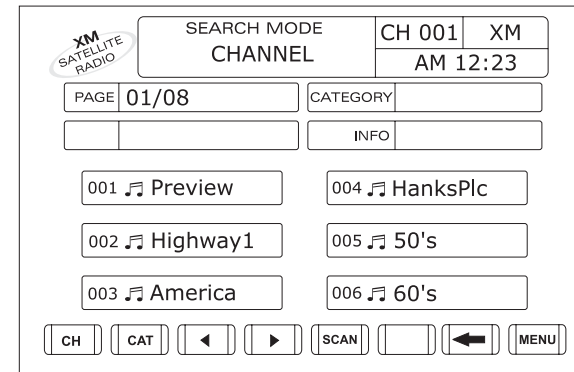 XM
SATELLITE
RADIO
SEARCH MODE
CHANNEL
CH 001 XM
AM 12:23
PAGE 01/08
CATEGORY
INFO
001 ♫ Preview
004 ♫ HanksPlc
002 ♫ Highway1
005 ♫ 50's
003 ♫ America
006 ♫ 60's
CH CAT ◀ ▶ SCAN ← MENU